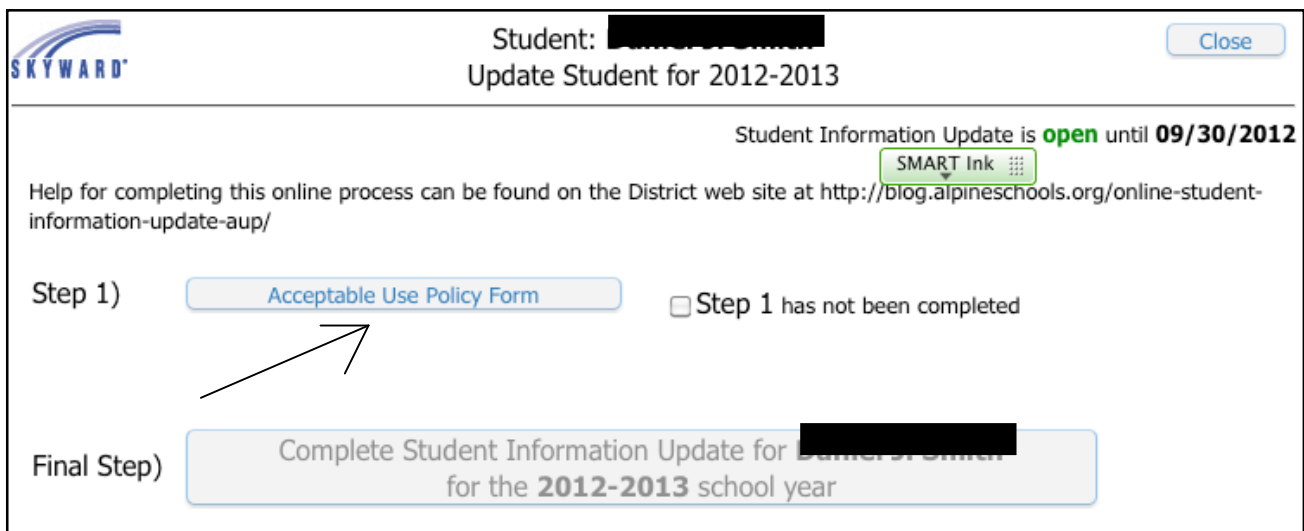 SKYWARD
Student:
Close
Update Student for 2012-2013
Student Information Update is open until 09/30/2012
SMART Ink
Help for completing this online process can be found on the District web site at http://blog.alpineschools.org/online-student-
information-update-aup/
Step 1) Acceptable Use Policy Form Step 1 has not been completed
Final Step) Complete Student Information Update for
for the 2012-2013 school year